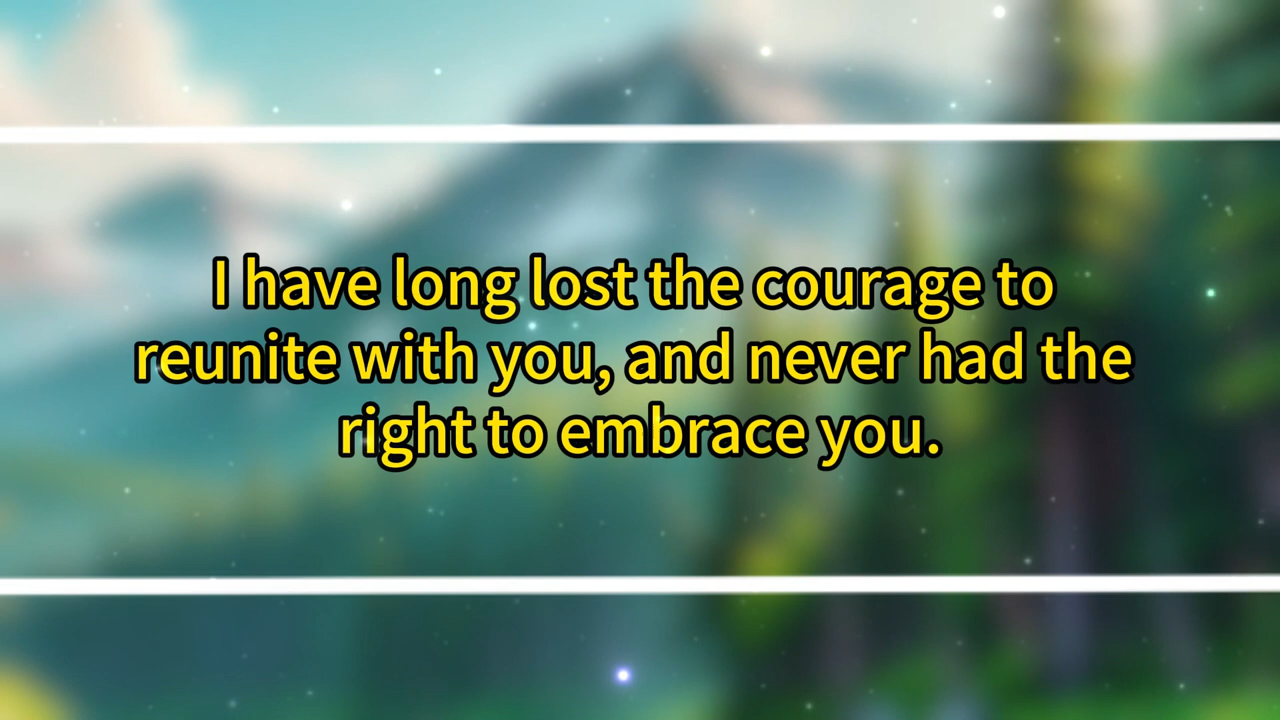 I have long lost the courage to
reunite with you, and never had the
right to embrace you.